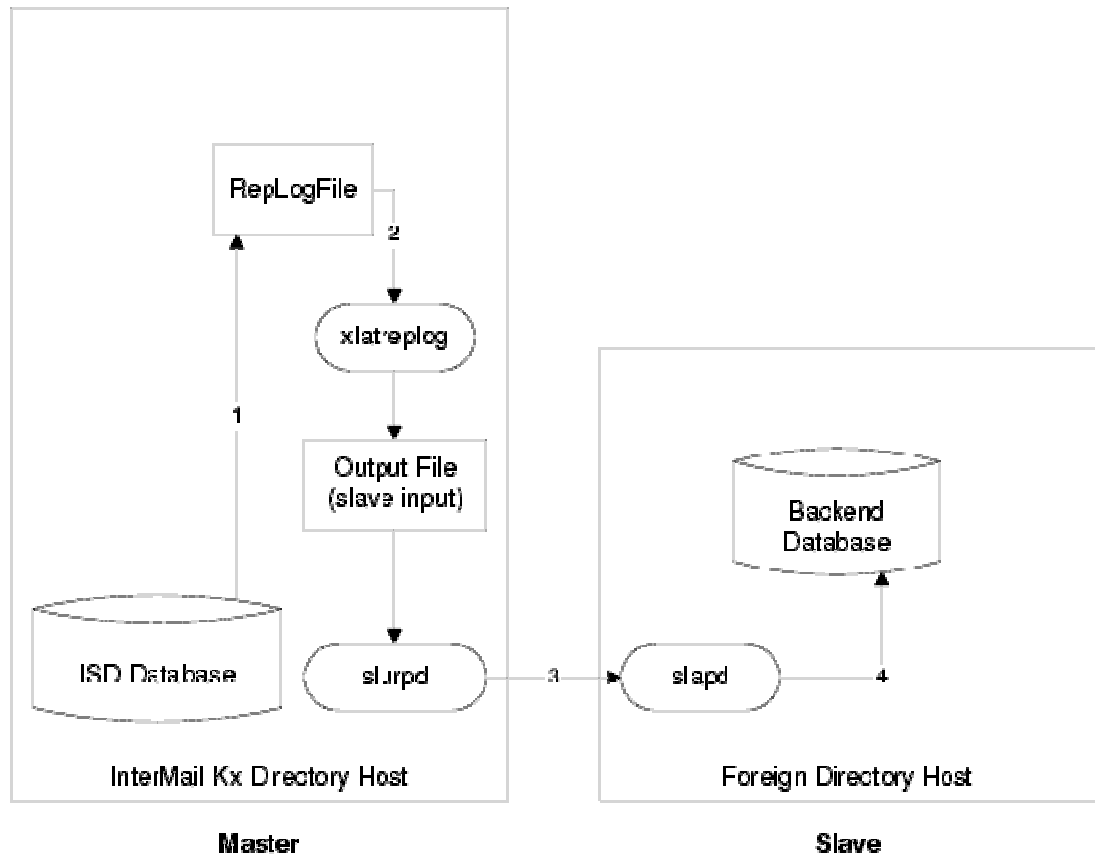 RepLogFile
2
xlatreplog
1
Output File
(slave input)
Backend
Database
ISD Database
slurpd
3
slapd
4
InterMail Kx Directory Host
Foreign Directory Host
Master
Slave